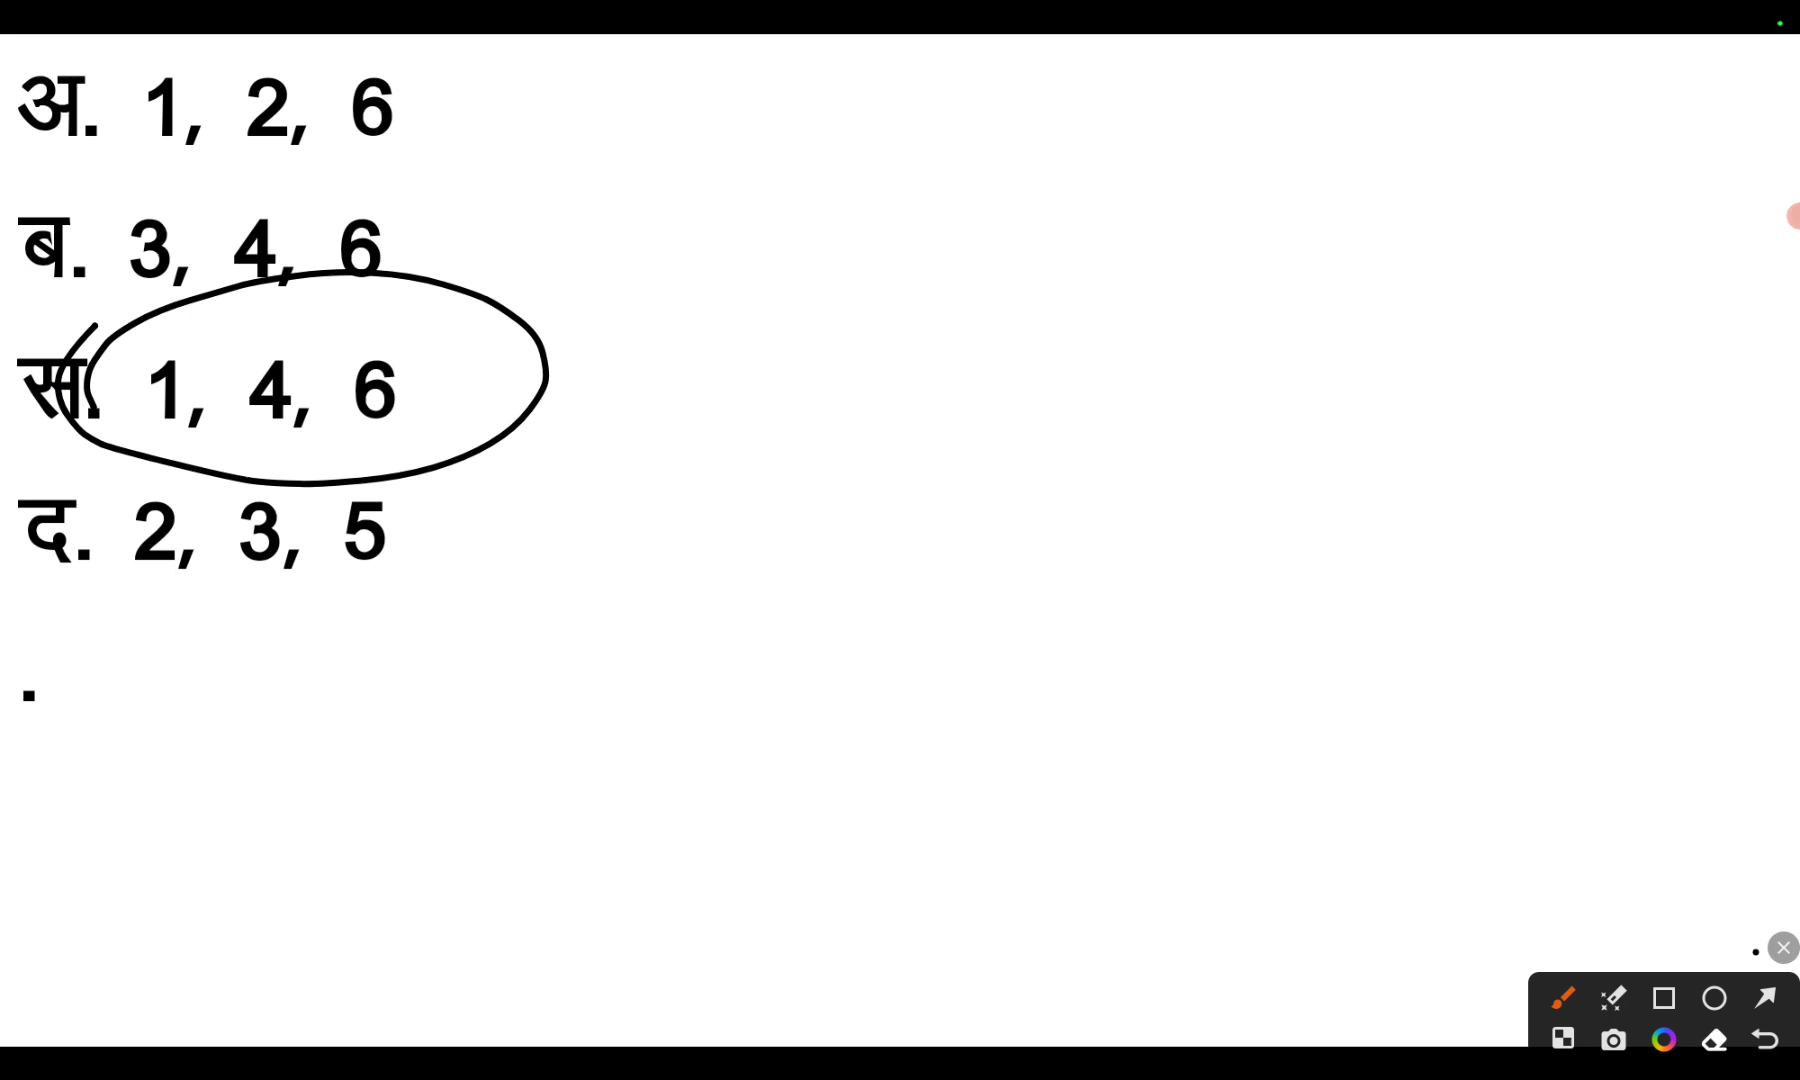 अ. 1, 2, 6
ब. 3, 4, 6
स. 1, 4, 6
द. 2, 3, 5
.